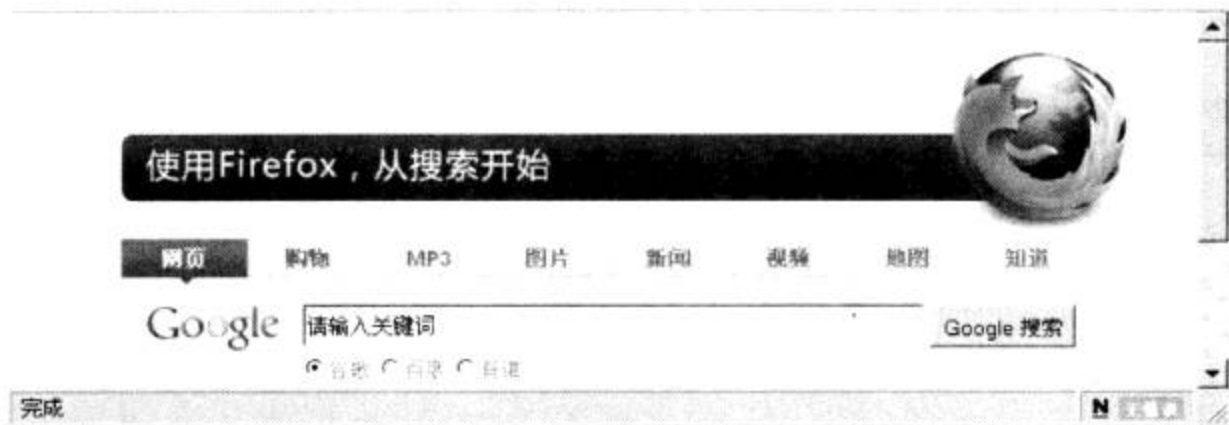 使用Firefox，从搜索开始
网页 购物 MP3 图片 新闻 视频 地图 知道
Google 请输入关键词 Google 搜索
谷歌
完成
N